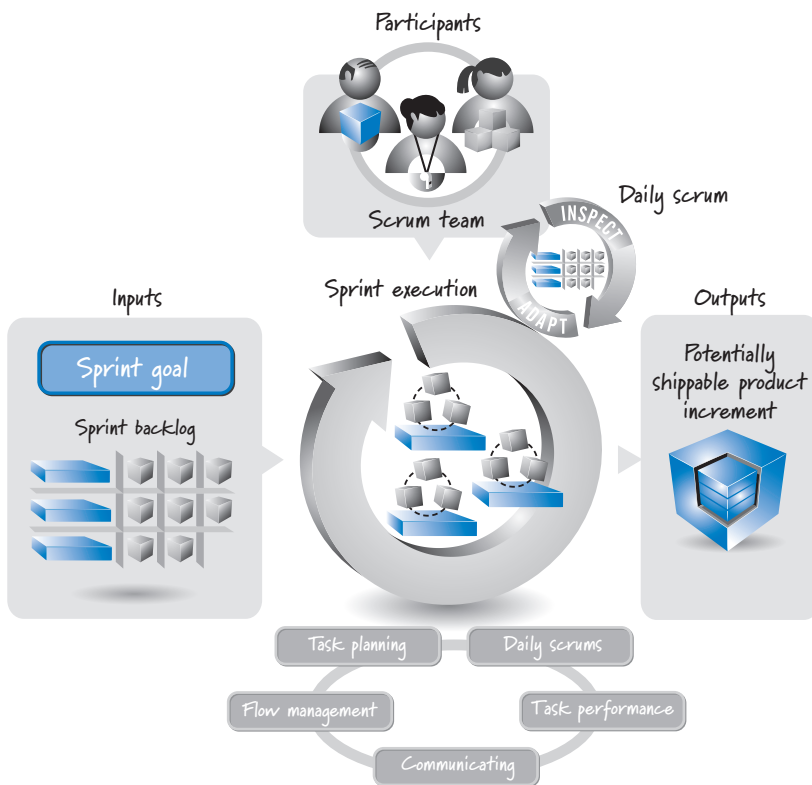 Participants
Scrum team
Daily scrum
INSPECT
ADAPT
Sprint execution
Inputs
Sprint goal
Sprint backlog
Outputs
Potentially
shippable product
increment
Task planning
Daily scrums
Flow management
Task performance
Communicating